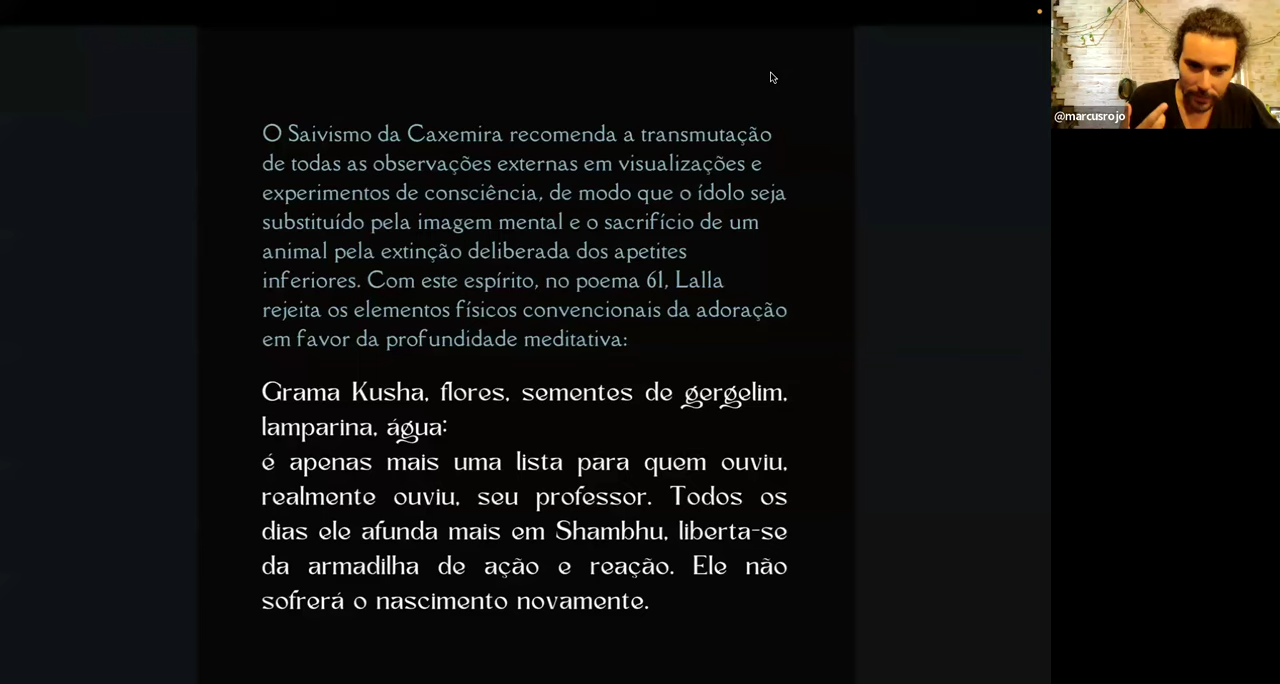 @marcusrojo
O Saivismo da Caxemira recomenda a transmutação
de todas as observações externas em visualizações e
experimentos de consciência, de modo que o ídolo seja
substituído pela imagem mental e o sacrifício de um
animal pela extinção deliberada dos apetites
inferiores. Com este espírito, no poema 61, Lalla
rejeita os elementos físicos convencionais da adoração
em favor da profundidade meditativa:
Grama Kusha, flores, sementes de gergelim,
lamparina, água:
é apenas mais uma lista para quem ouviu,
realmente ouviu, seu professor. Todos os
dias ele afunda mais em Shambhu, liberta-se
da armadilha de ação e reação. Ele não
sofrerá o nascimento novamente.